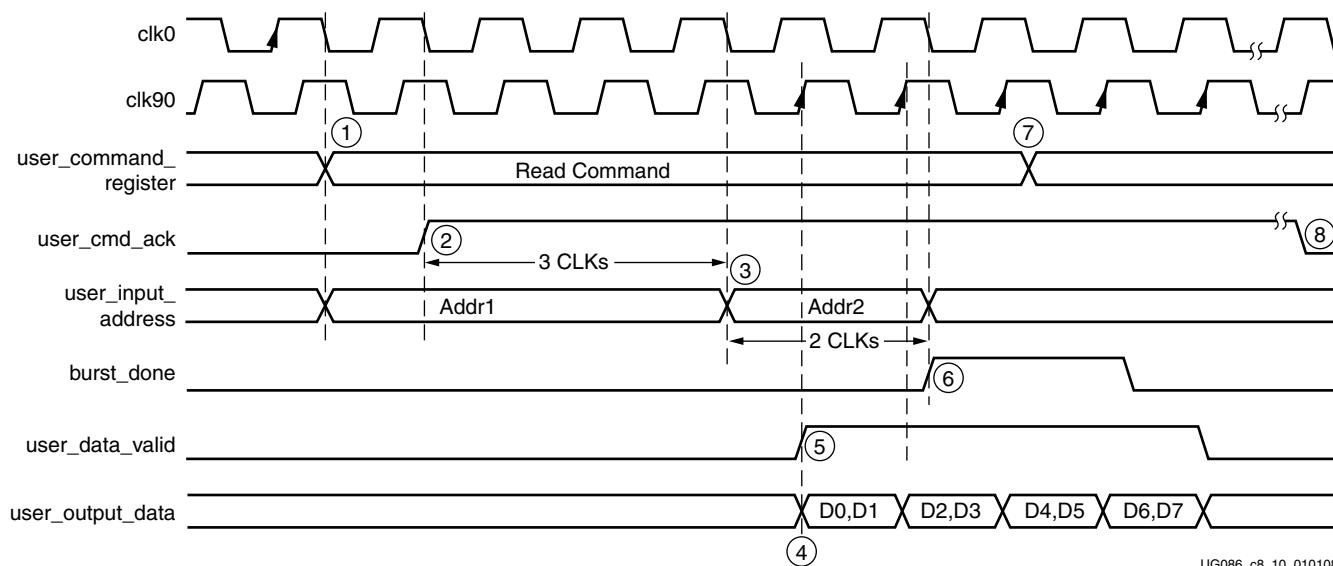 clk0
clk90
1
7
user_command_
register
Read Command
user_cmd_ack
2
8
3 CLKs
3
user_input_
address
Addr1
Addr2
2 CLKs
burst_done
6
user_data_valid
5
user_output_data
D0,D1
D2,D3
D4,D5
D6,D7
4
UG086_c8_10_010108